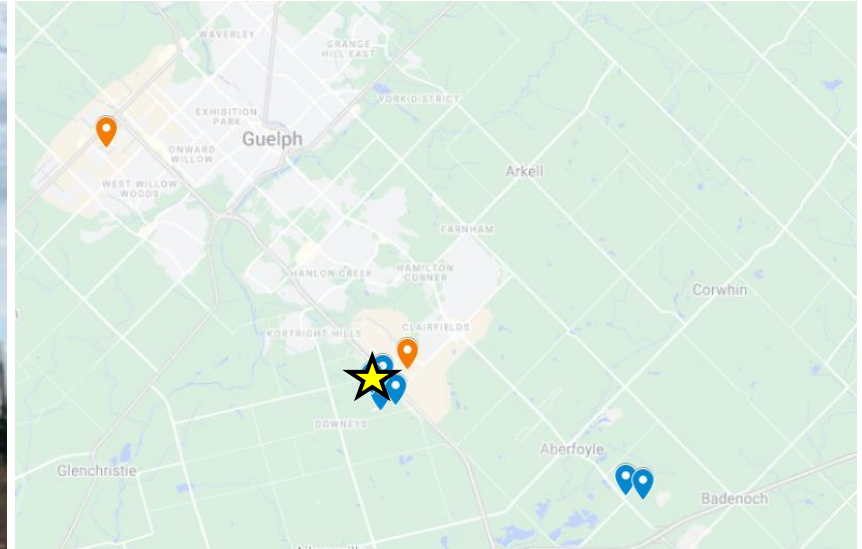 WAVERLEY
GRANGE
HILL EAST
YORK DISTRICT
EXHIBITION
PARK
Guelph
ONWARD
WILLOW
Arkell
WEST WILLOW
WOODS
FARNHAM
HANLON CREEK
HAMILTON
CORNER
Corwhin
KORTRIGHT HILLS
CLAIRFIELDS
DOWNEYS
Aberfoyle
Glenchristie
Badenoch